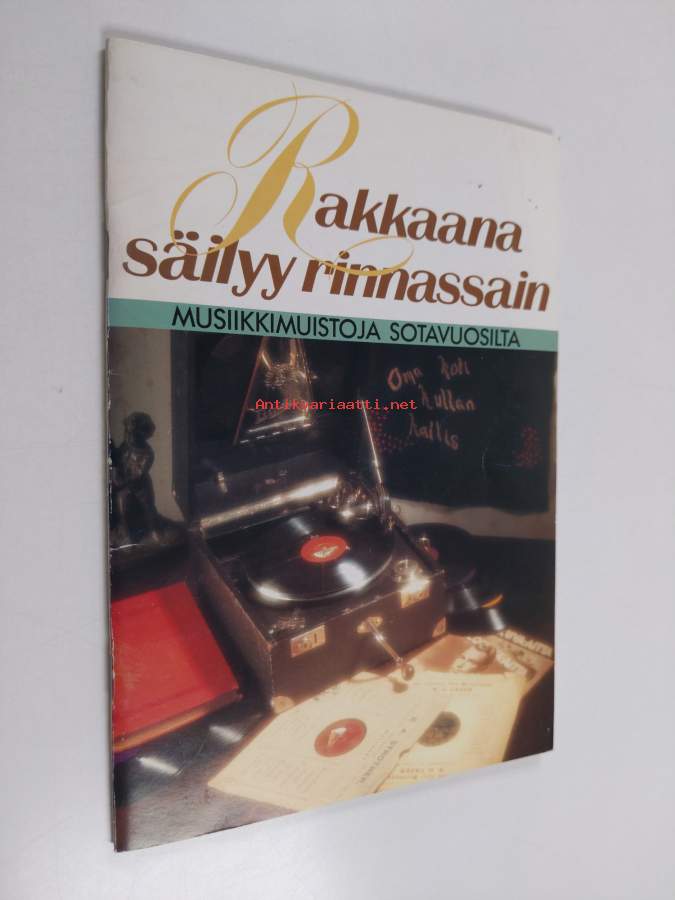 Rakkaana
säilyy rinnassain
MUSIIKKIMUISTOJA SOTAVUOSILTA
Antikvariaatti.net
Oma koti
kullan
kallis